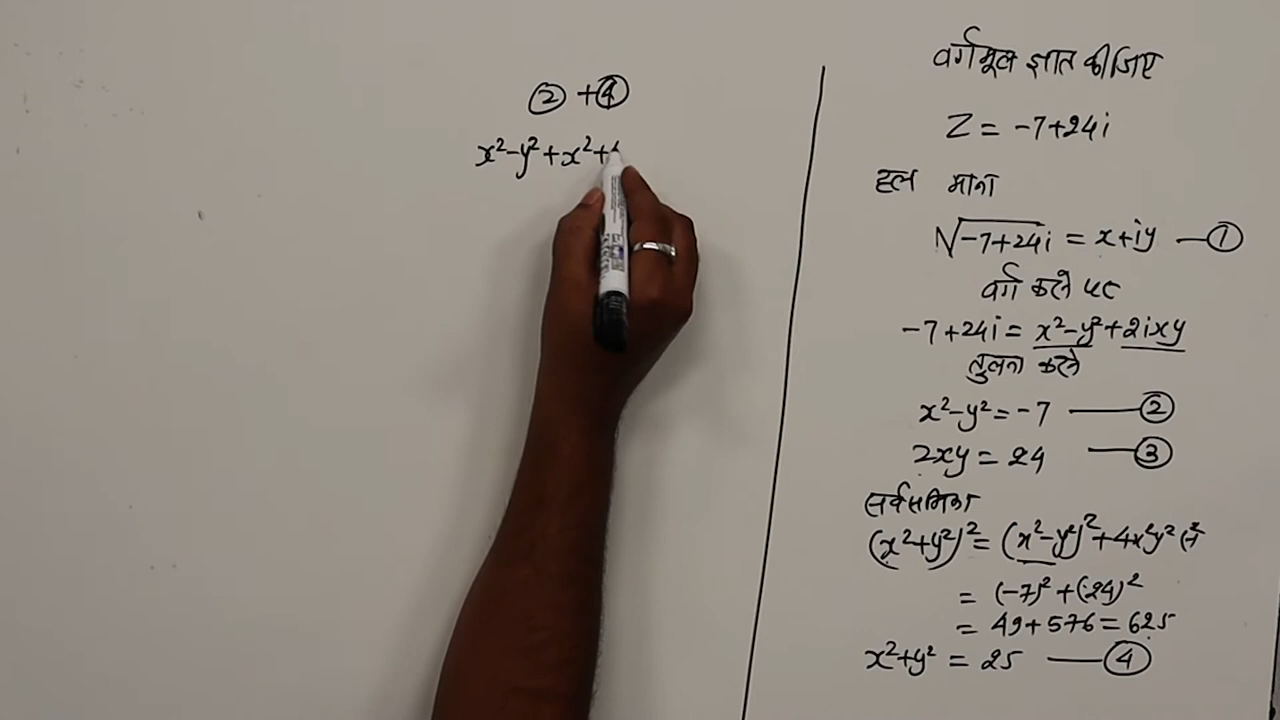 ② + ④
x²-y²+x²+
वर्गमूल ज्ञात कीजिए
Z = -7+24i
हल माना
√-7+24i = x+iy —①
वर्ग करने पर
-7+24i = x²-y²+2ixy
तुलना करने
x²-y² = -7 —②
2xy = 24 —③
सर्वसमिका
(x²+y²)² = (x²-y²)²+4x²y²
= (-7)²+(24)²
= 49+576=625
x²+y² = 25 —④